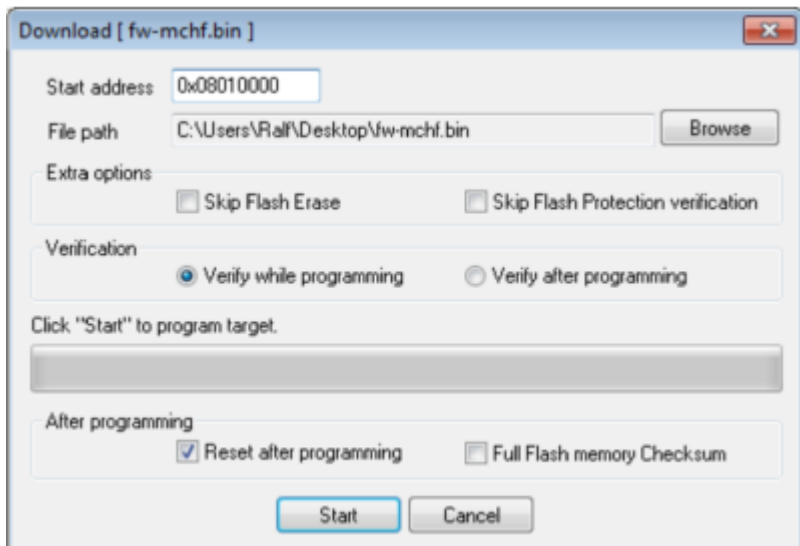 Download [ fw-mchf.bin ]
Start address 0x08010000
File path C:\Users\Ralf\Desktop\fw-mchf.bin Browse
Extra options
Skip Flash Erase Skip Flash Protection verification
Verification
Verify while programming Verify after programming
Click "Start" to program target.
After programming
Reset after programming Full Flash memory Checksum
Start Cancel